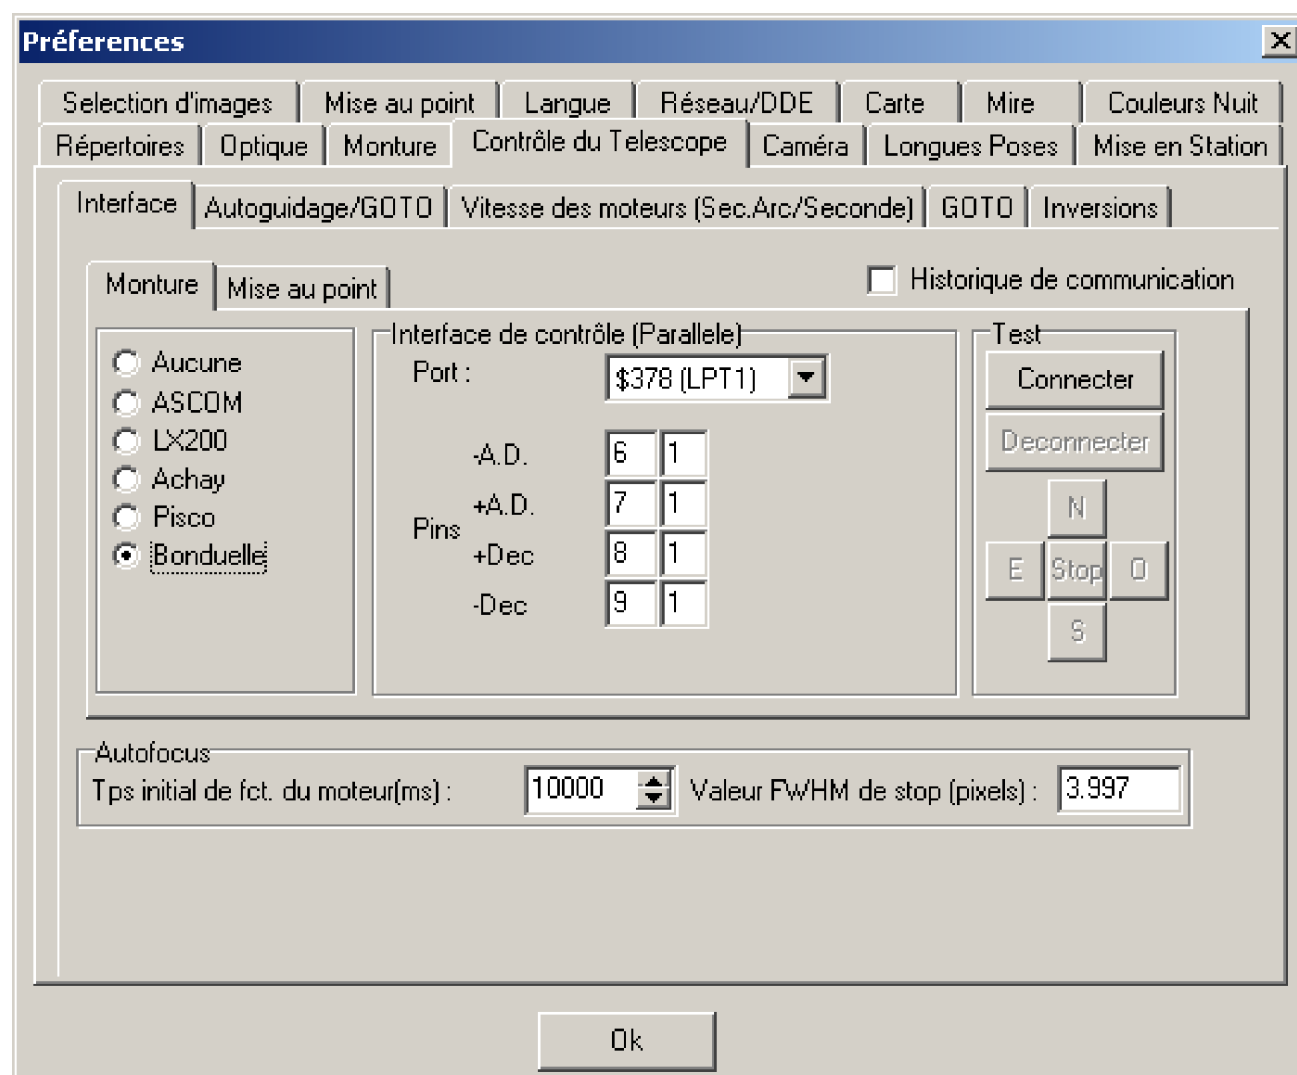 Préferences
Selection d'images Mise au point Langue Réseau/DDE Carte Mire Couleurs Nuit
Répertoires Optique Monture Contrôle du Telescope Caméra Longues Poses Mise en Station
Interface Autoguidage/GOTO Vitesse des moteurs (Sec.Arc/Seconde) GOTO Inversions
Monture Mise au point Historique de communication
Aucune
ASCOM
LX200
Achay
Pisco
Bonduelle
Interface de contrôle (Parallele)
Port : $378 (LPT1)
Pins
-A.D. 6 1
+A.D. 7 1
+Dec 8 1
-Dec 9 1
Test
Connecter
Deconnecter
N
E Stop O
S
Autofocus
Tps initial de fct. du moteur(ms) : 10000 Valeur FWHM de stop (pixels) : 3.997
Ok